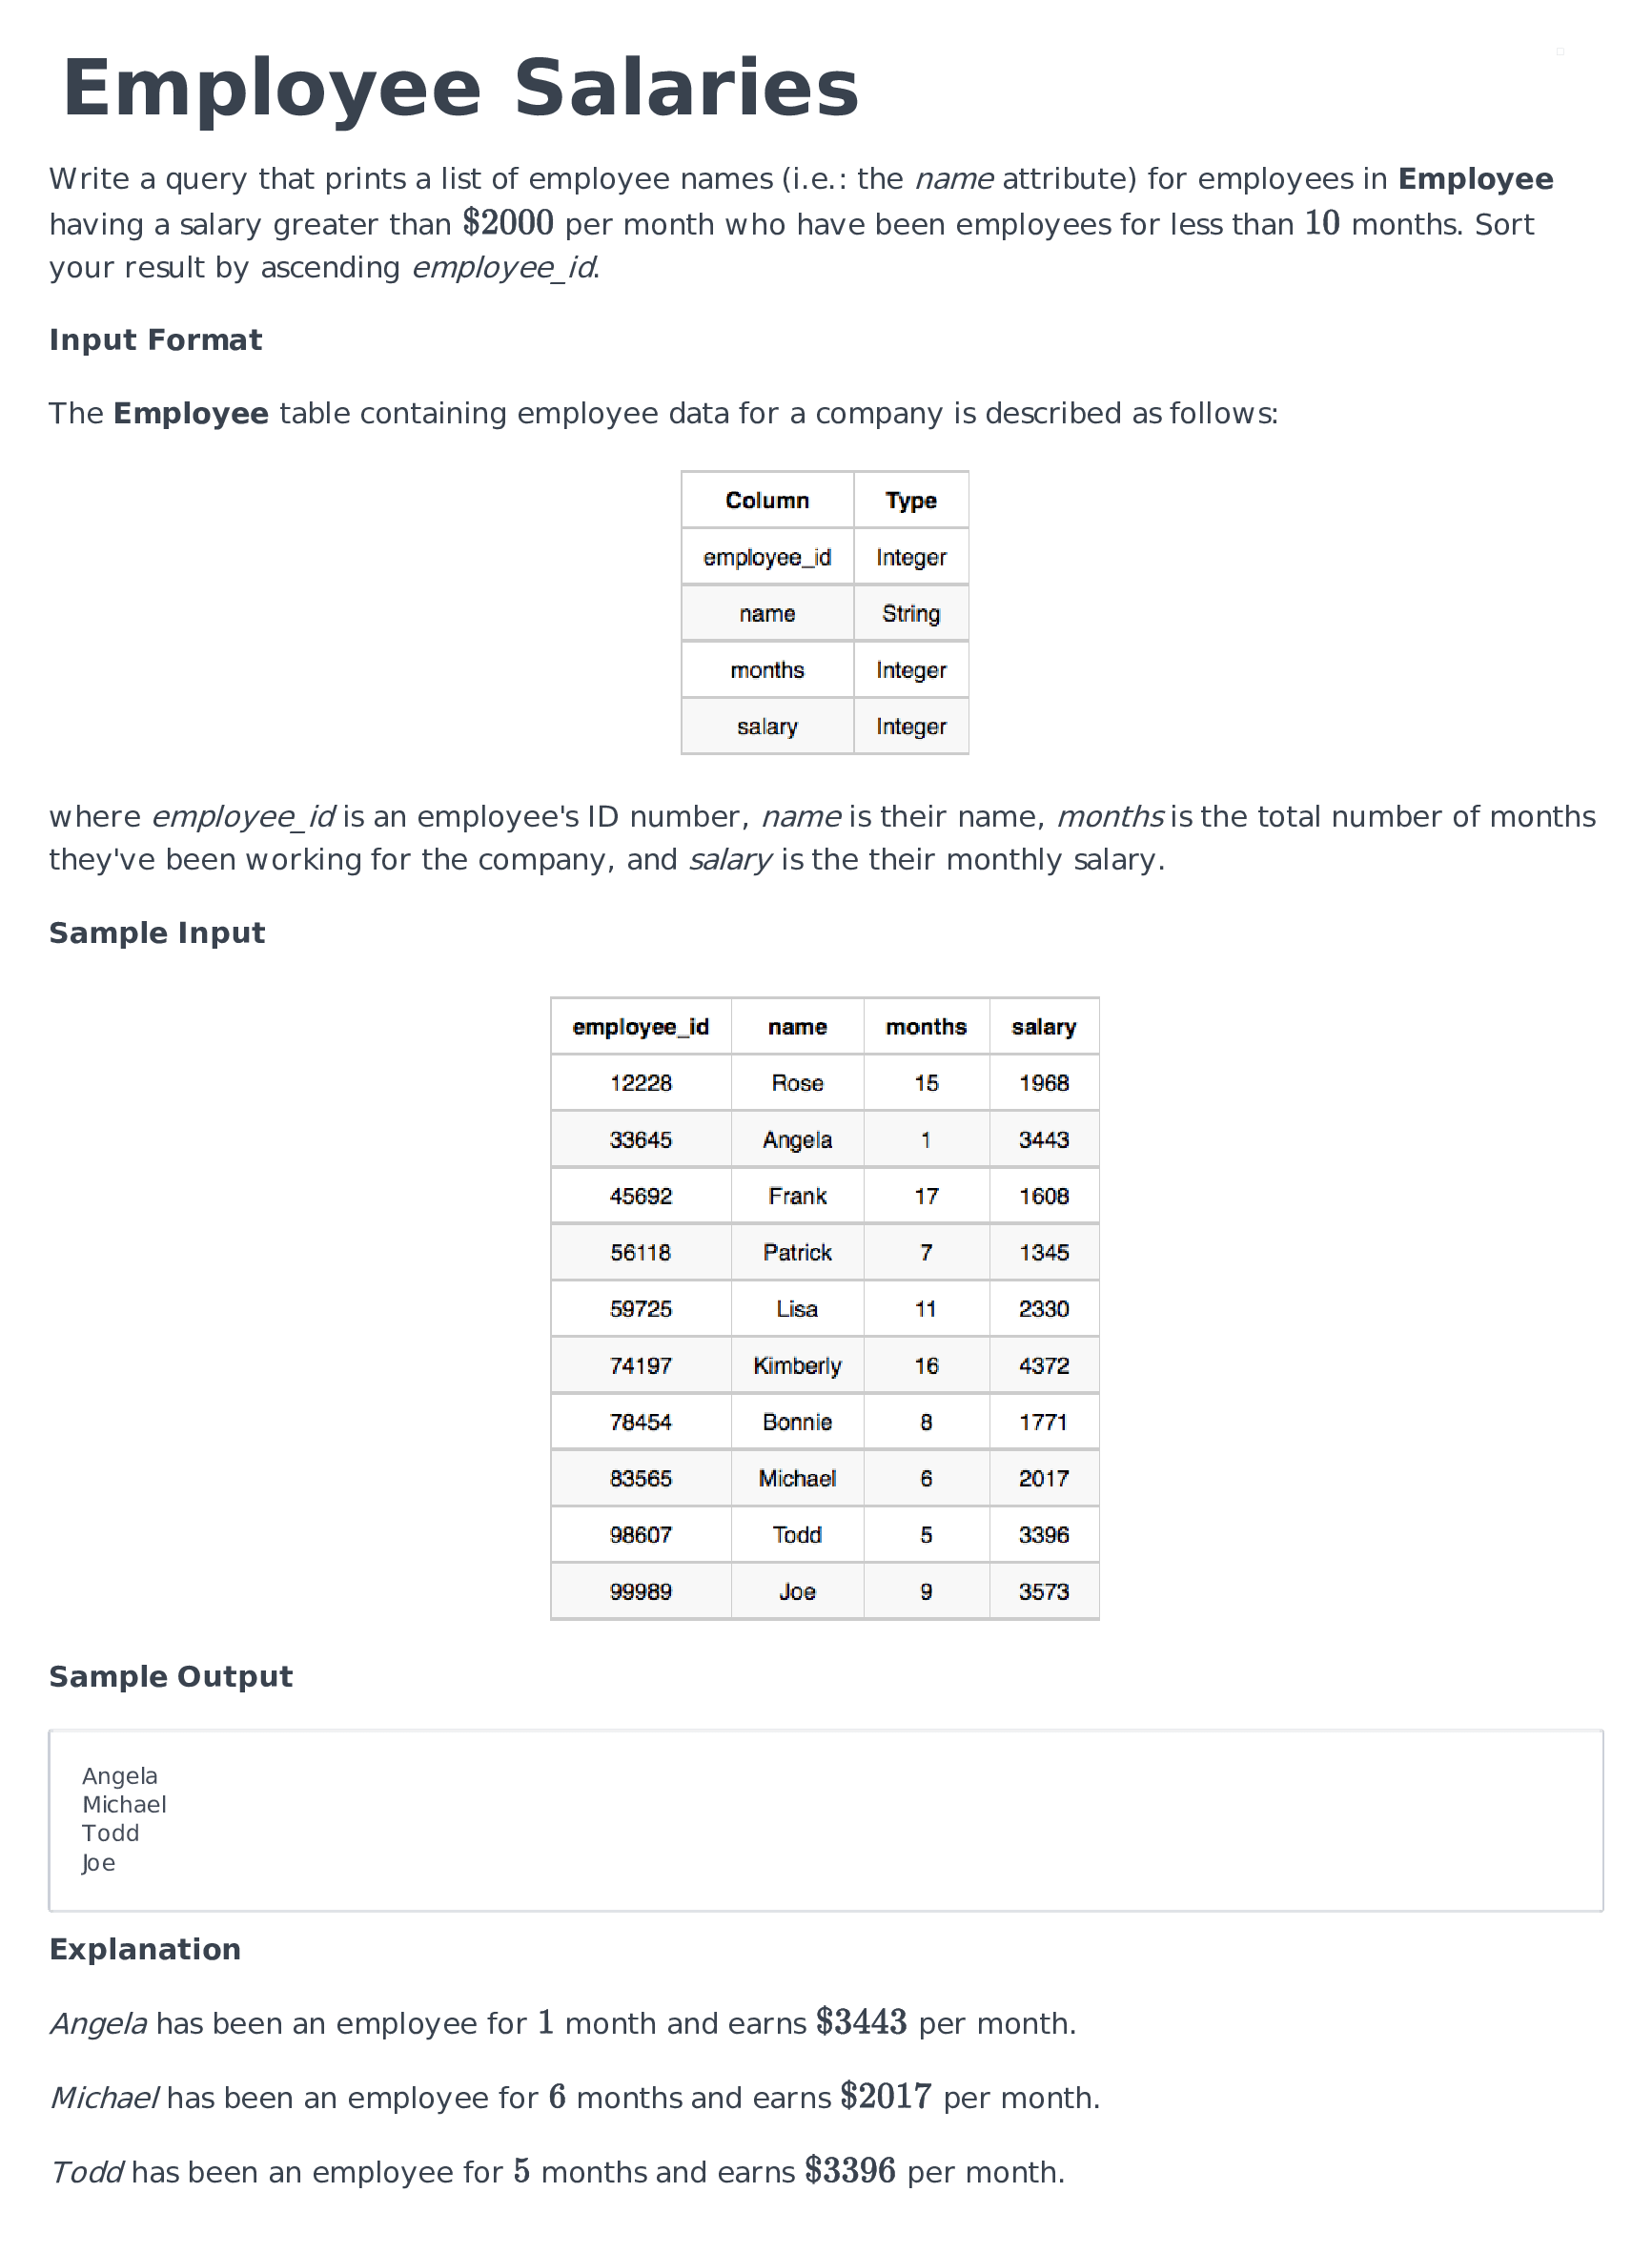 Employee Salaries
Write a query that prints a list of employee names (i.e.: the name attribute) for employees in Employee
having a salary greater than $2000 per month who have been employees for less than 10 months. Sort
your result by ascending employee_id.
Input Format
The Employee table containing employee data for a company is described as follows:
Column Type
employee_id Integer
name String
months Integer
salary Integer
where employee_id is an employee's ID number, name is their name, months is the total number of months
they've been working for the company, and salary is the their monthly salary.
Sample Input
employee_id name months salary
12228 Rose 15 1968
33645 Angela 1 3443
45692 Frank 17 1608
56118 Patrick 7 1345
59725 Lisa 11 2330
74197 Kimberly 16 4372
78454 Bonnie 8 1771
83565 Michael 6 2017
98607 Todd 5 3396
99989 Joe 9 3573
Sample Output
Angela
Michael
Todd
Joe
Explanation
Angela has been an employee for 1 month and earns $3443 per month.
Michael has been an employee for 6 months and earns $2017 per month.
Todd has been an employee for 5 months and earns $3396 per month.